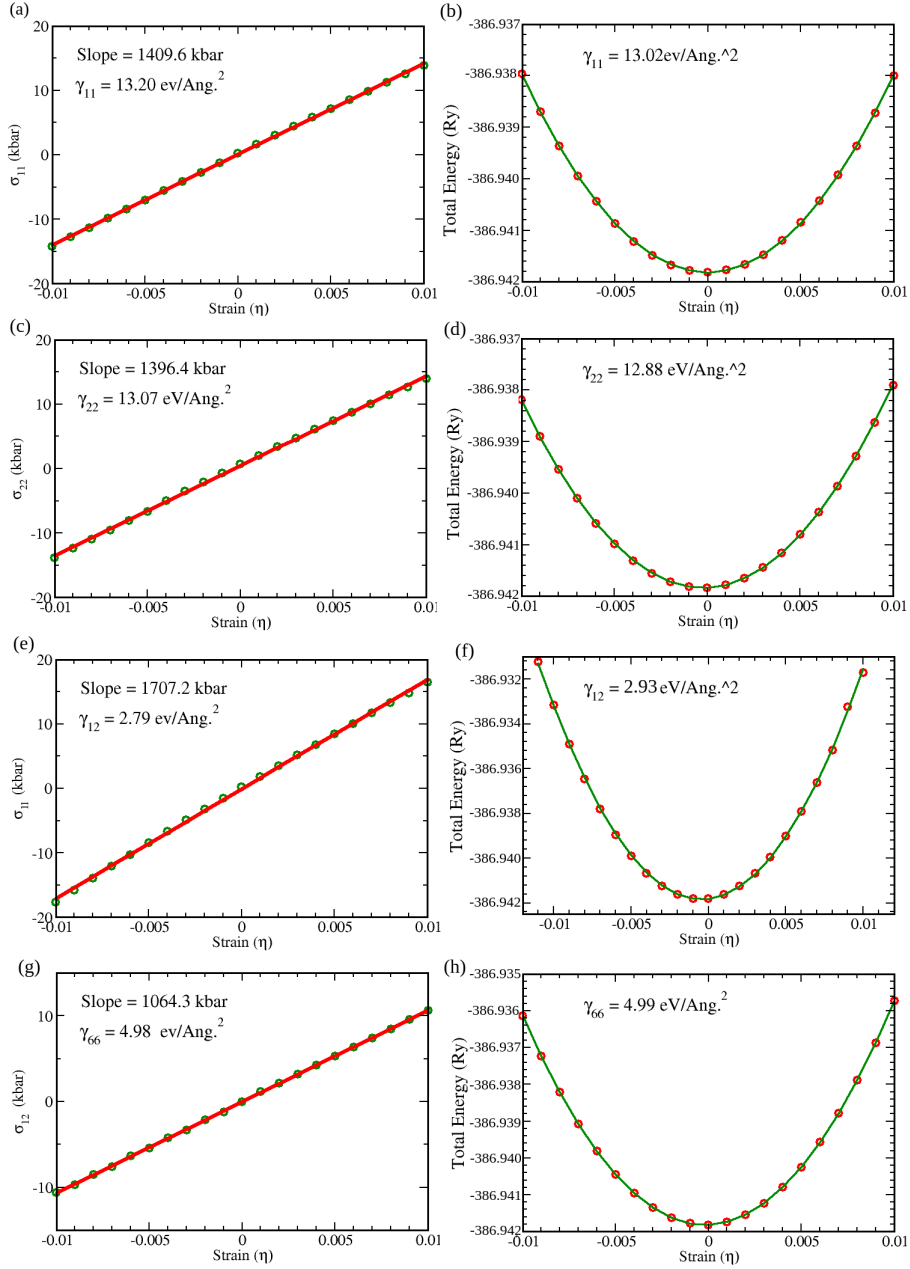 (a)
Slope = 1409.6 kbar
γ11 = 13.20 ev/Ang.2
20
10
0
-10
-20
σ11 (kbar)
-0.01 -0.005 0 0.005 0.01
Strain (η)
(b)
γ11 = 13.02ev/Ang.^2
-386.937
-386.938
-386.939
-386.940
-386.941
-386.942
Total Energy (Ry)
-0.01 -0.005 0 0.005 0.01
Strain (η)
(c)
Slope = 1396.4 kbar
γ22 = 13.07 eV/Ang.2
20
10
0
-10
-20
σ22 (kbar)
-0.01 -0.005 0 0.005 0.01
Strain (η)
(d)
γ22 = 12.88 eV/Ang.^2
-386.937
-386.938
-386.939
-386.940
-386.941
-386.942
Total Energy (Ry)
-0.01 -0.005 0 0.005 0.01
Strain (η)
(e)
Slope = 1707.2 kbar
γ12 = 2.79 ev/Ang.2
20
10
0
-10
-20
σ11 (kbar)
-0.01 -0.005 0 0.005 0.01
Strain (η)
(f)
γ12 = 2.93 eV/Ang.^2
-386.932
-386.934
-386.936
-386.938
-386.940
-386.942
Total Energy (Ry)
-0.01 -0.005 0 0.005 0.01
Strain (η)
(g)
Slope = 1064.3 kbar
γ66 = 4.98 ev/Ang.2
10
0
-10
σ12 (kbar)
-0.01 -0.005 0 0.005 0.01
Strain (η)
(h)
γ66 = 4.99 eV/Ang.2
-386.935
-386.936
-386.937
-386.938
-386.939
-386.940
-386.941
-386.942
Total Energy (Ry)
-0.01 -0.005 0 0.005 0.01
Strain (η)